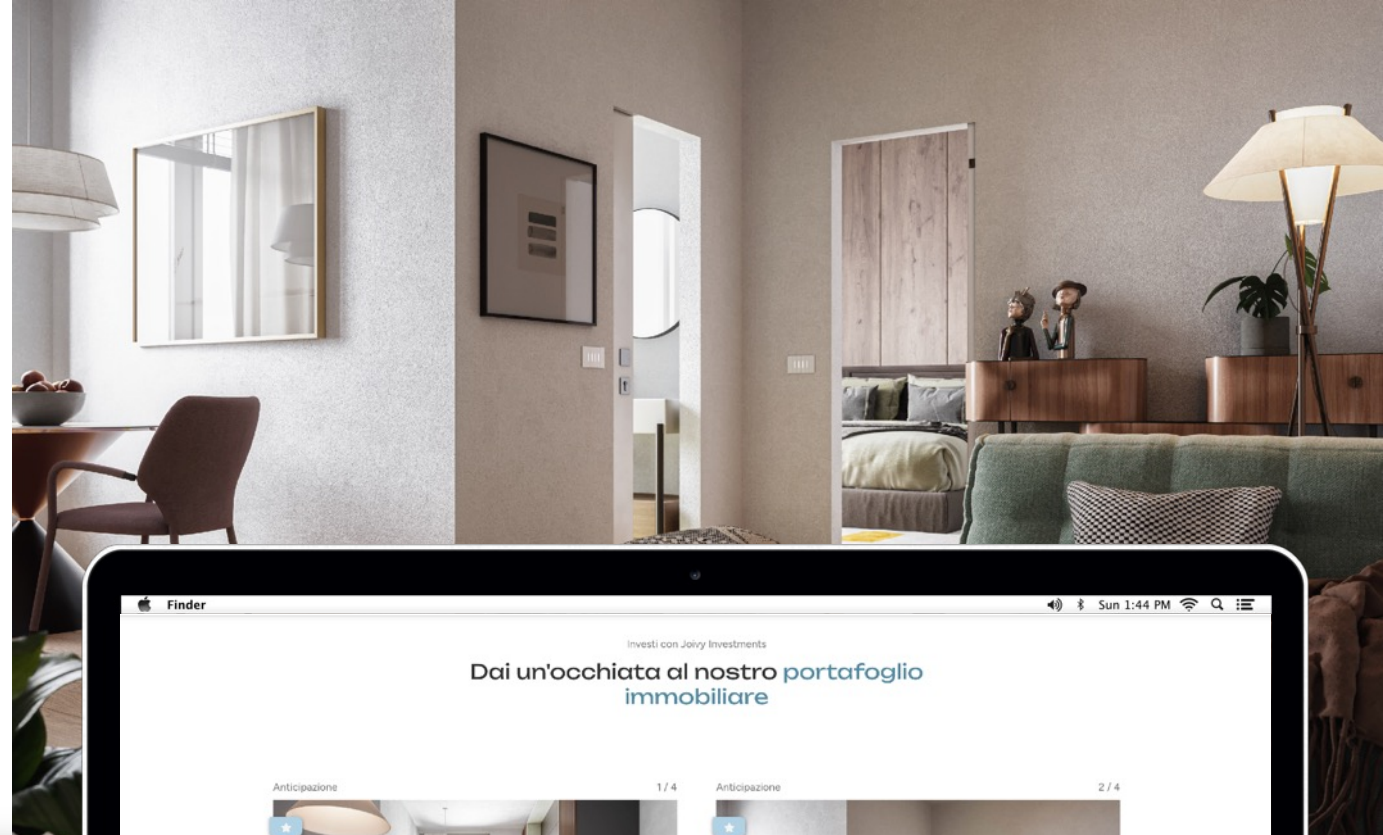 Finder
Sun 1:44 PM
Investi con Joivy Investments
Dai un'occhiata al nostro portafoglio
immobiliare
Anticipazione
1 / 4
Anticipazione
2 / 4